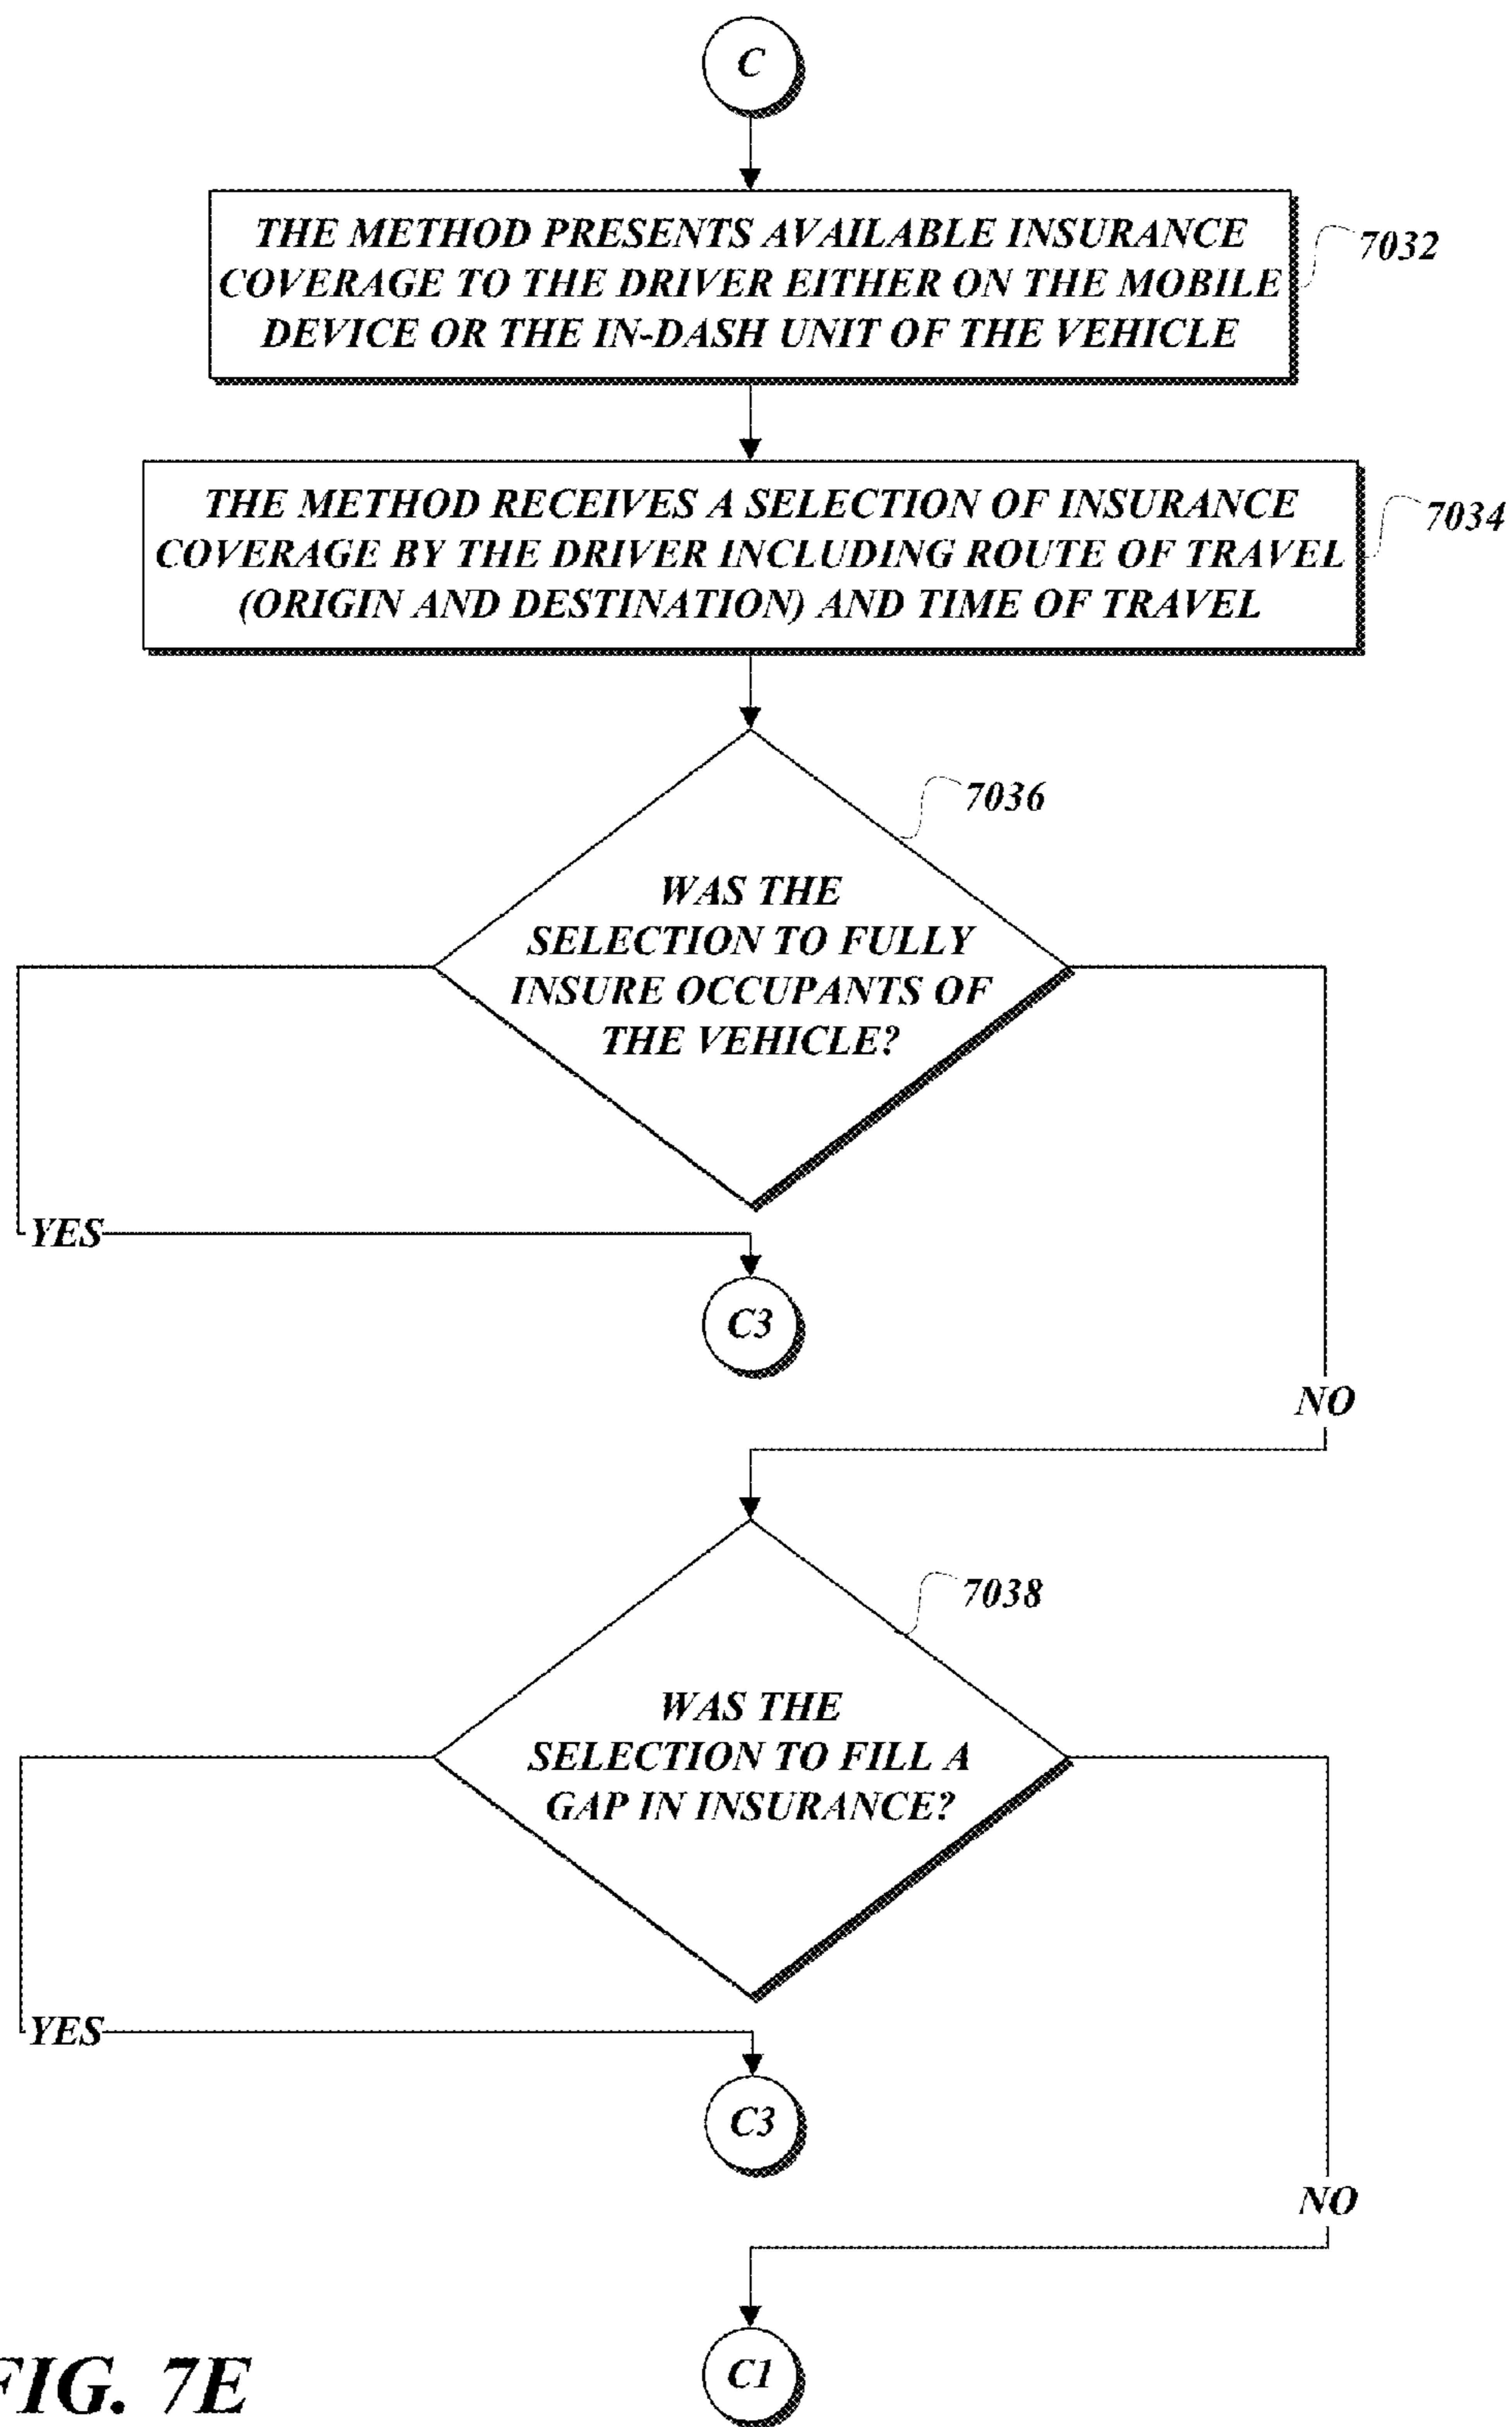 C
THE METHOD PRESENTS AVAILABLE INSURANCE
COVERAGE TO THE DRIVER EITHER ON THE MOBILE
DEVICE OR THE IN-DASH UNIT OF THE VEHICLE
7032
THE METHOD RECEIVES A SELECTION OF INSURANCE
COVERAGE BY THE DRIVER INCLUDING ROUTE OF TRAVEL
(ORIGIN AND DESTINATION) AND TIME OF TRAVEL
7034
7036
WAS THE
SELECTION TO FULLY
INSURE OCCUPANTS OF
THE VEHICLE?
YES
C3
NO
7038
WAS THE
SELECTION TO FILL A
GAP IN INSURANCE?
YES
C3
NO
C1
FIG. 7E